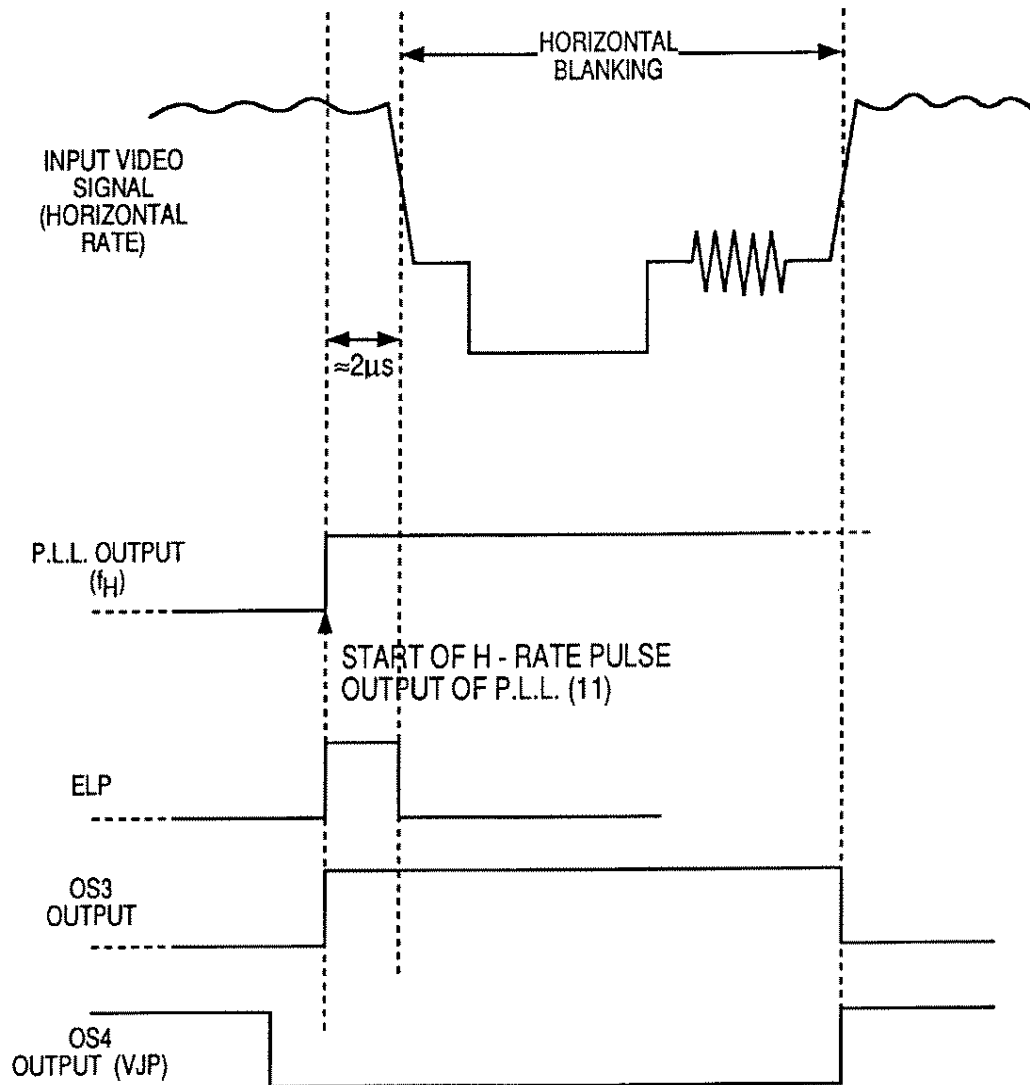 HORIZONTAL
BLANKING
INPUT VIDEO
SIGNAL
(HORIZONTAL
RATE)
≈2μs
P.L.L. OUTPUT
(fH)
START OF H - RATE PULSE
OUTPUT OF P.L.L. (11)
ELP
OS3
OUTPUT
OS4
OUTPUT (VJP)